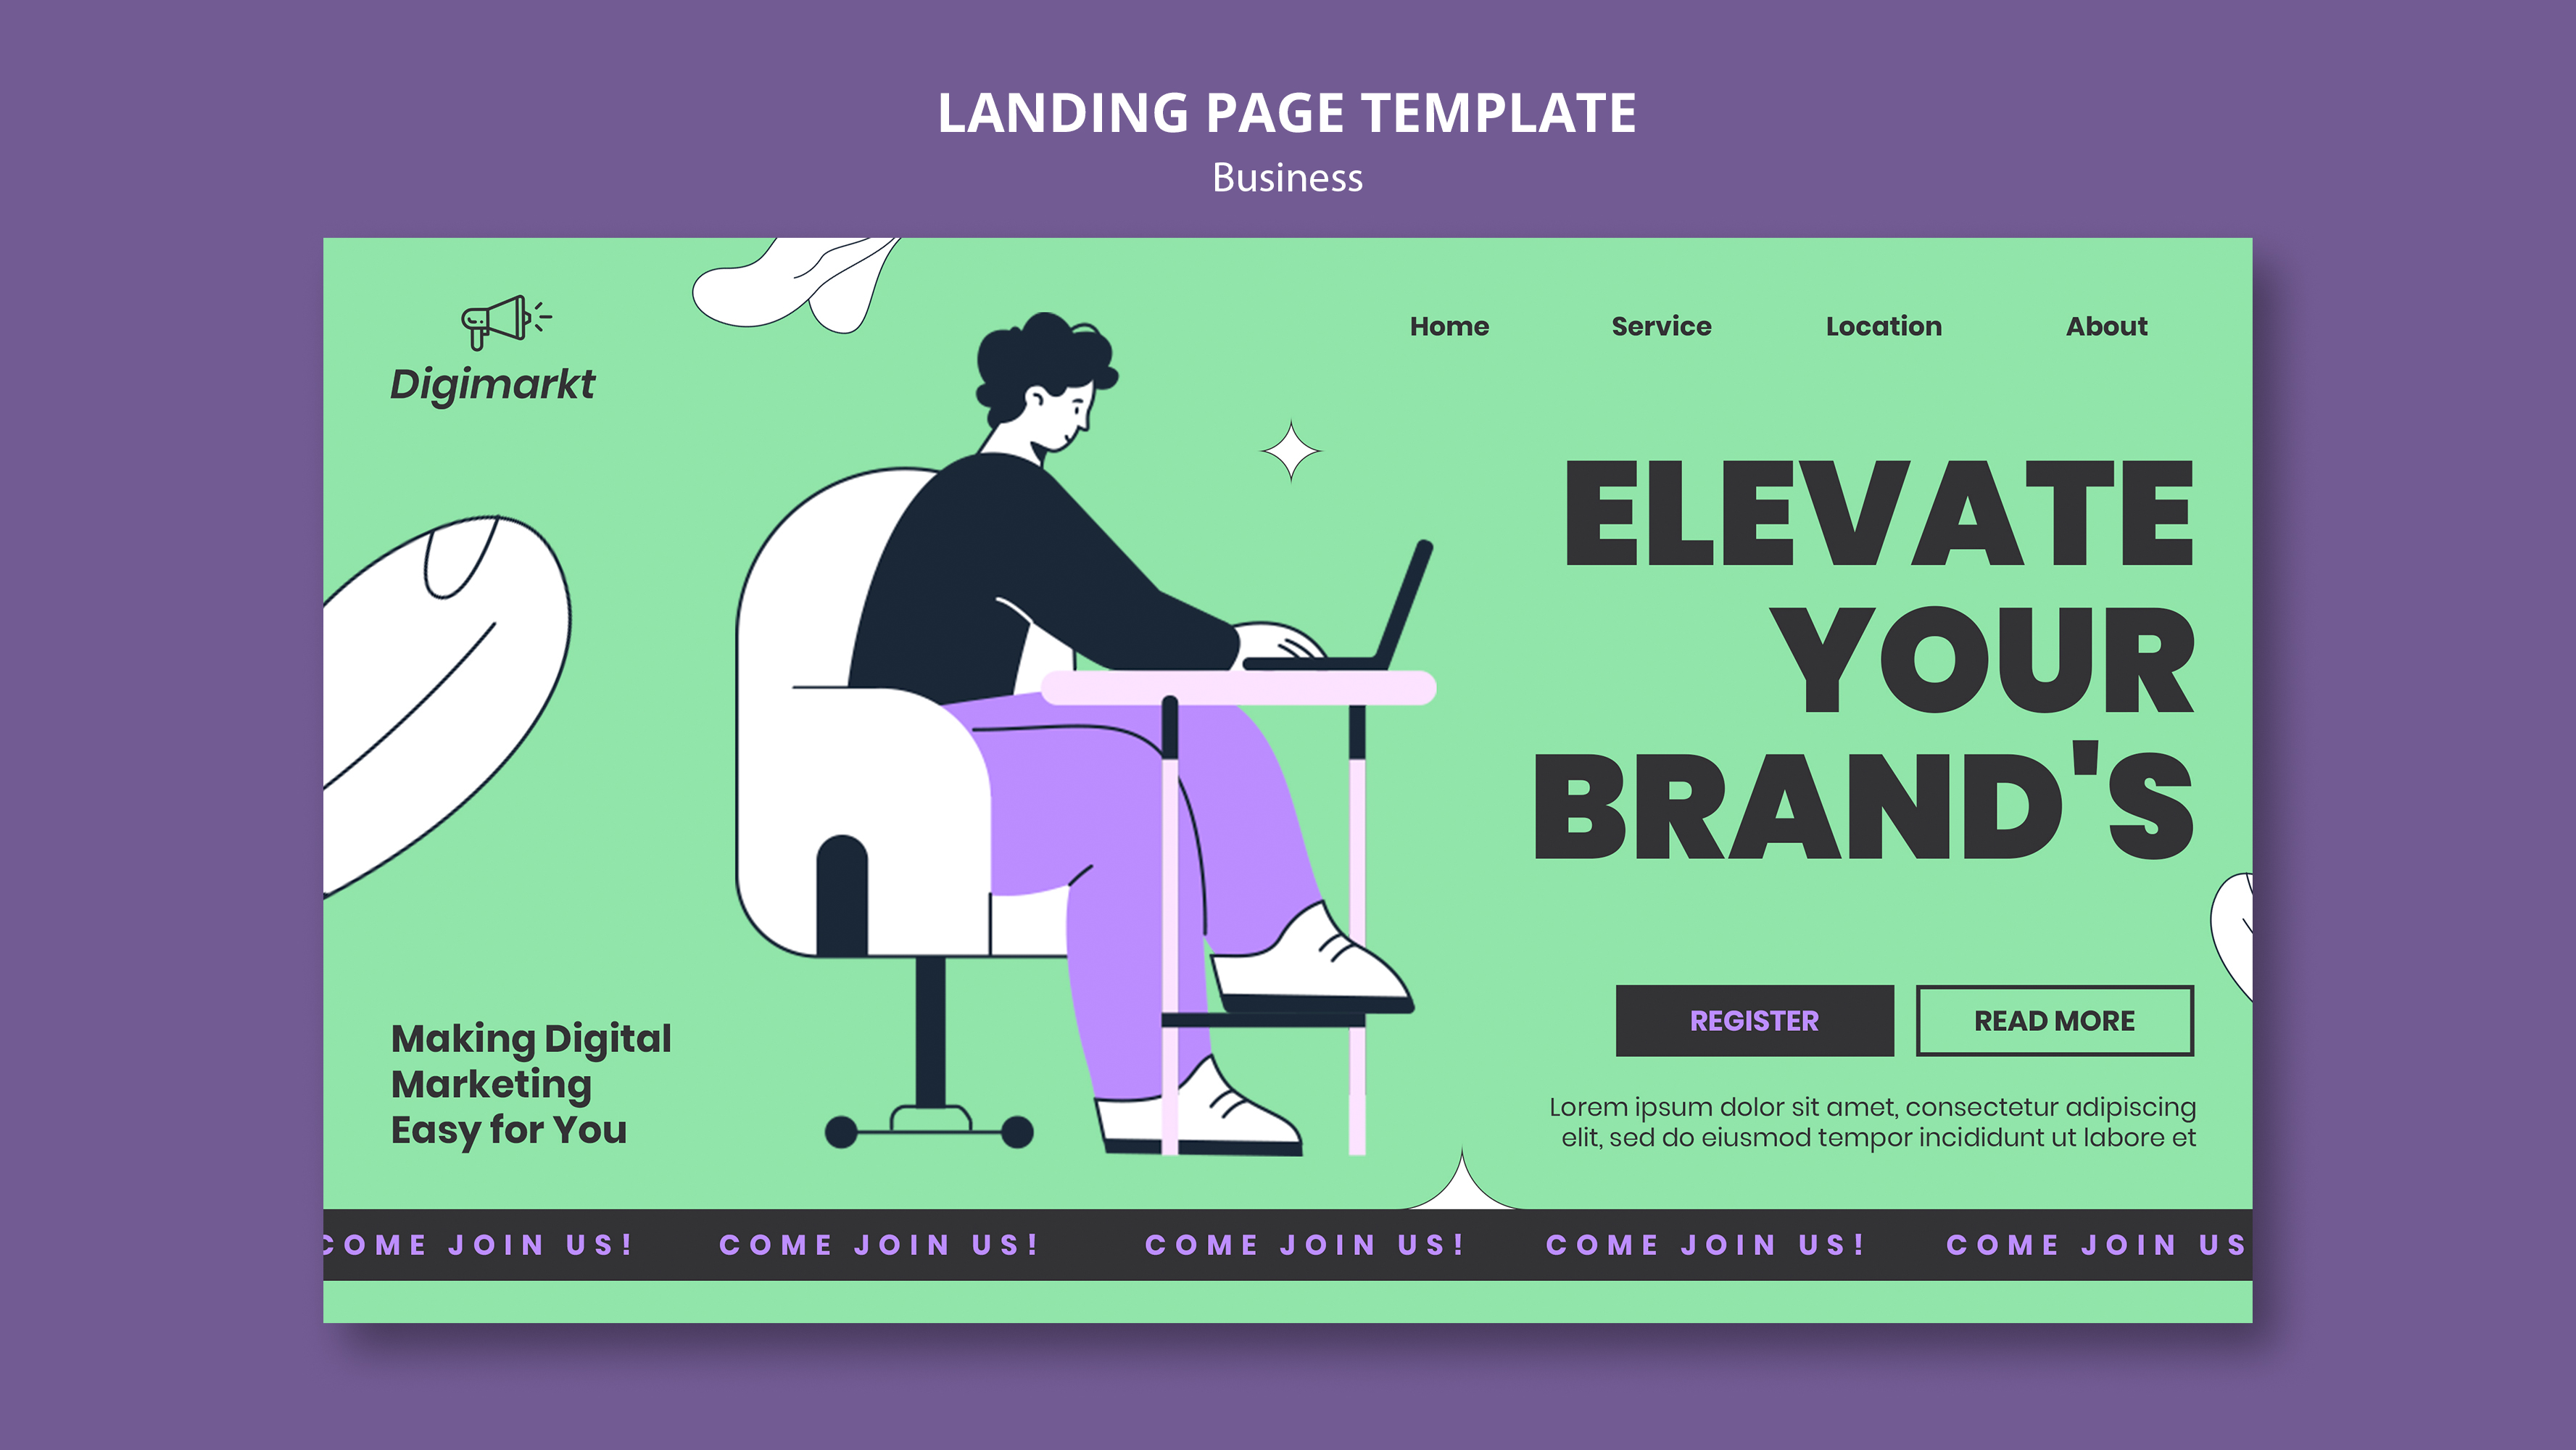 LANDING PAGE TEMPLATE
Business
Digimarkt
Home Service Location About
ELEVATE
YOUR
BRAND'S
REGISTER READ MORE
Lorem ipsum dolor sit amet, consectetur adipiscing
elit, sed do eiusmod tempor incididunt ut labore et
Making Digital
Marketing
Easy for You
COME JOIN US! COME JOIN US! COME JOIN US! COME JOIN US! COME JOIN US